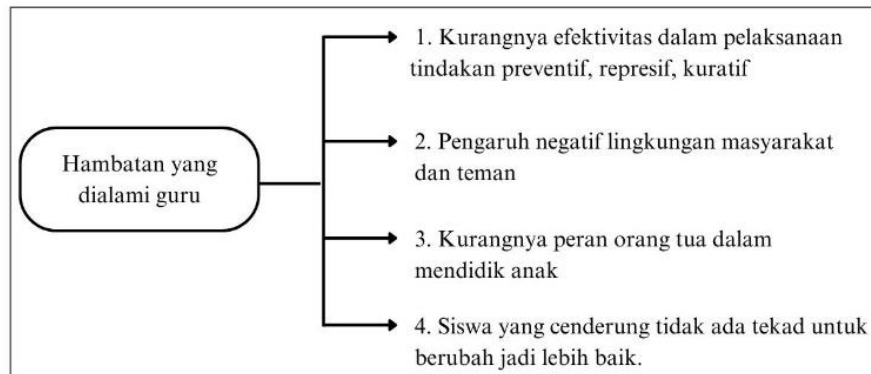 Hambatan yang
dialami guru
1. Kurangnya efektivitas dalam pelaksanaan
tindakan preventif, represif, kuratif
2. Pengaruh negatif lingkungan masyarakat
dan teman
3. Kurangnya peran orang tua dalam
mendidik anak
4. Siswa yang cenderung tidak ada tekad untuk
berubah jadi lebih baik.